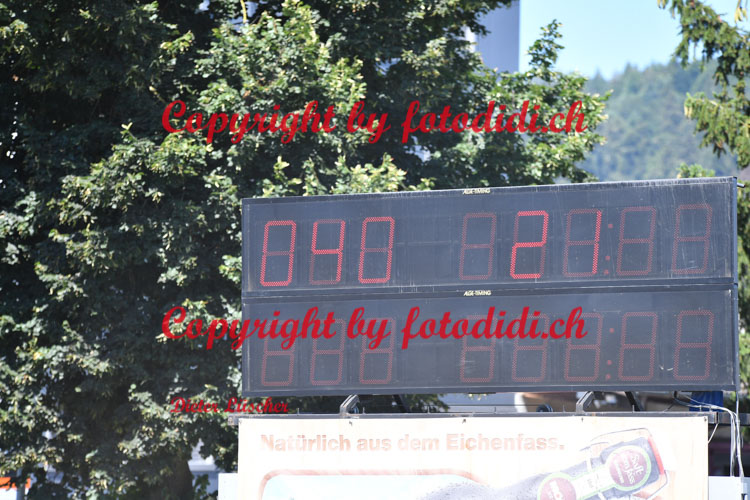 Copyright by fotodidi.ch
ALGE-TIMING
040 21
ALGE-TIMING
Copyright by fotodidi.ch
Dieter Lüscher
Natürlich aus dem Eichenfass.